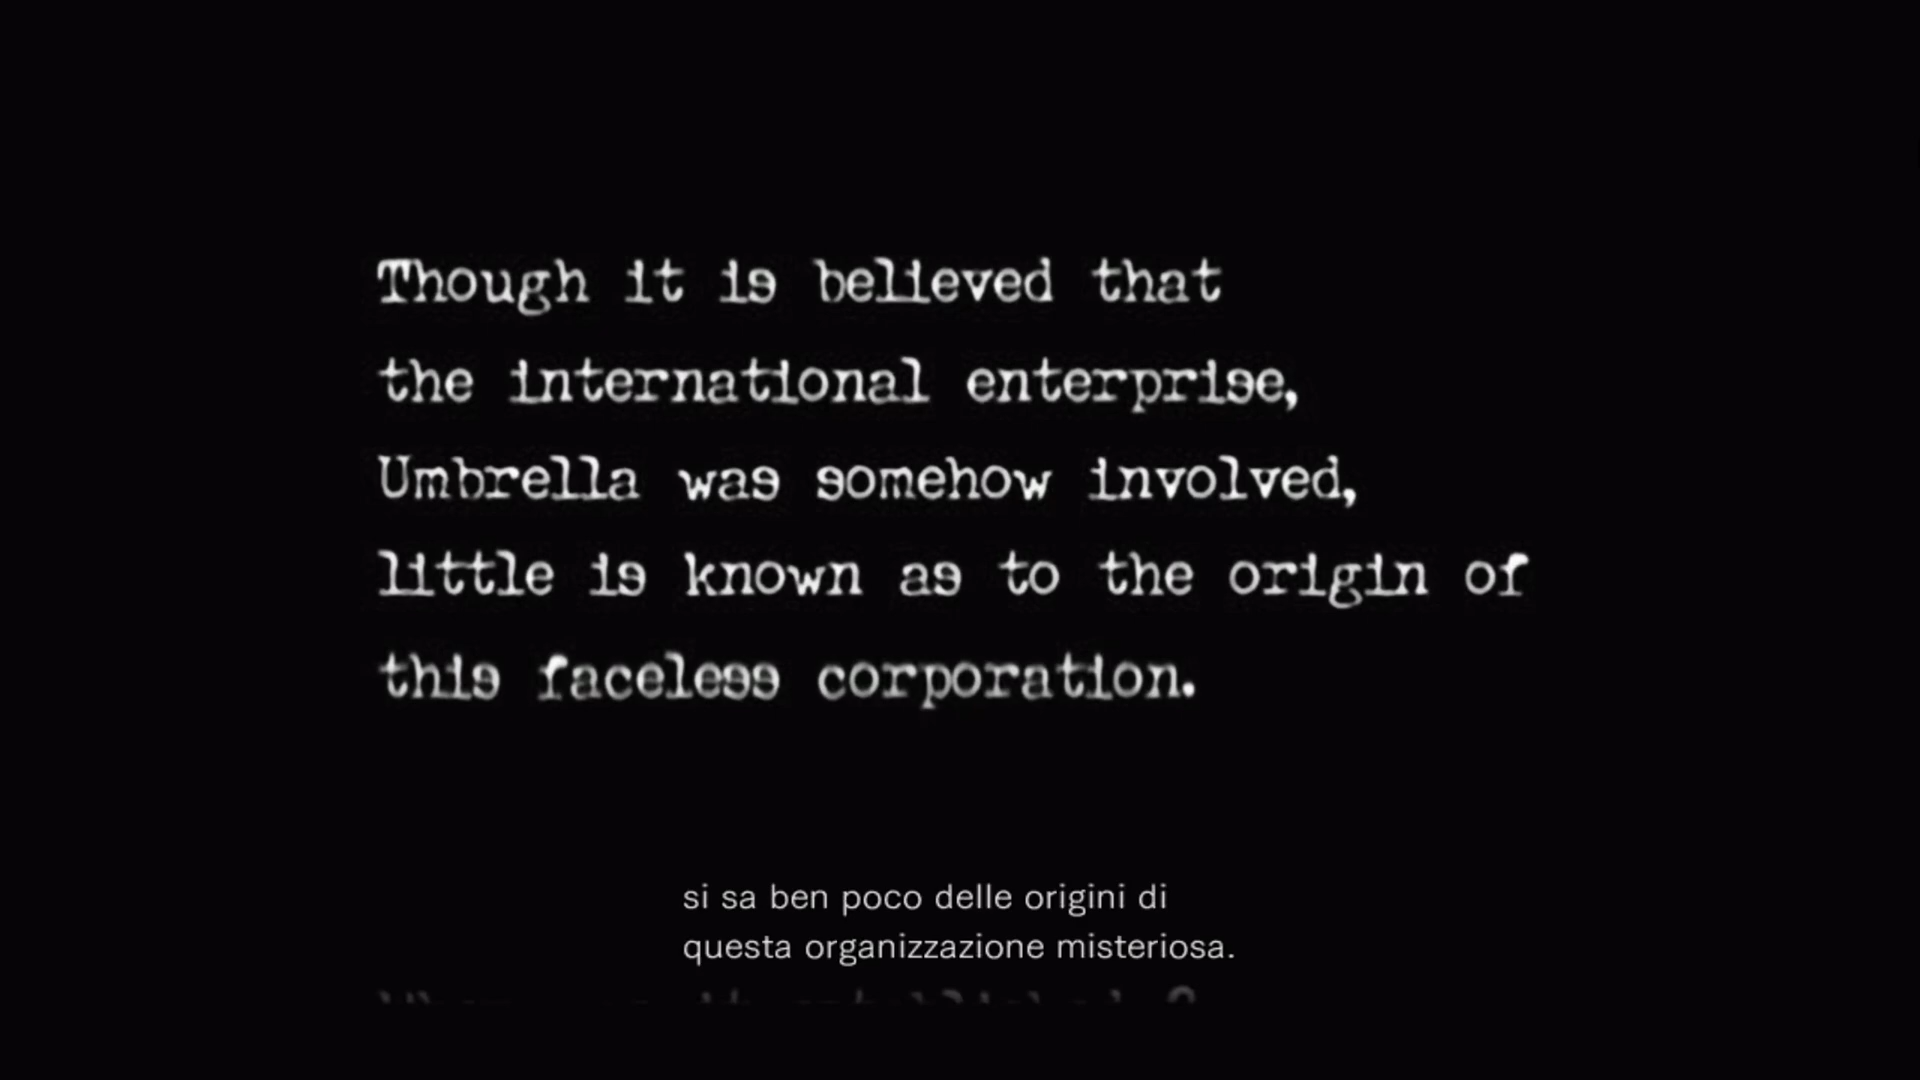 Though it is believed that
the international enterprise,
Umbrella was somehow involved,
little is known as to the origin of
this faceless corporation.
si sa ben poco delle origini di
questa organizzazione misteriosa.